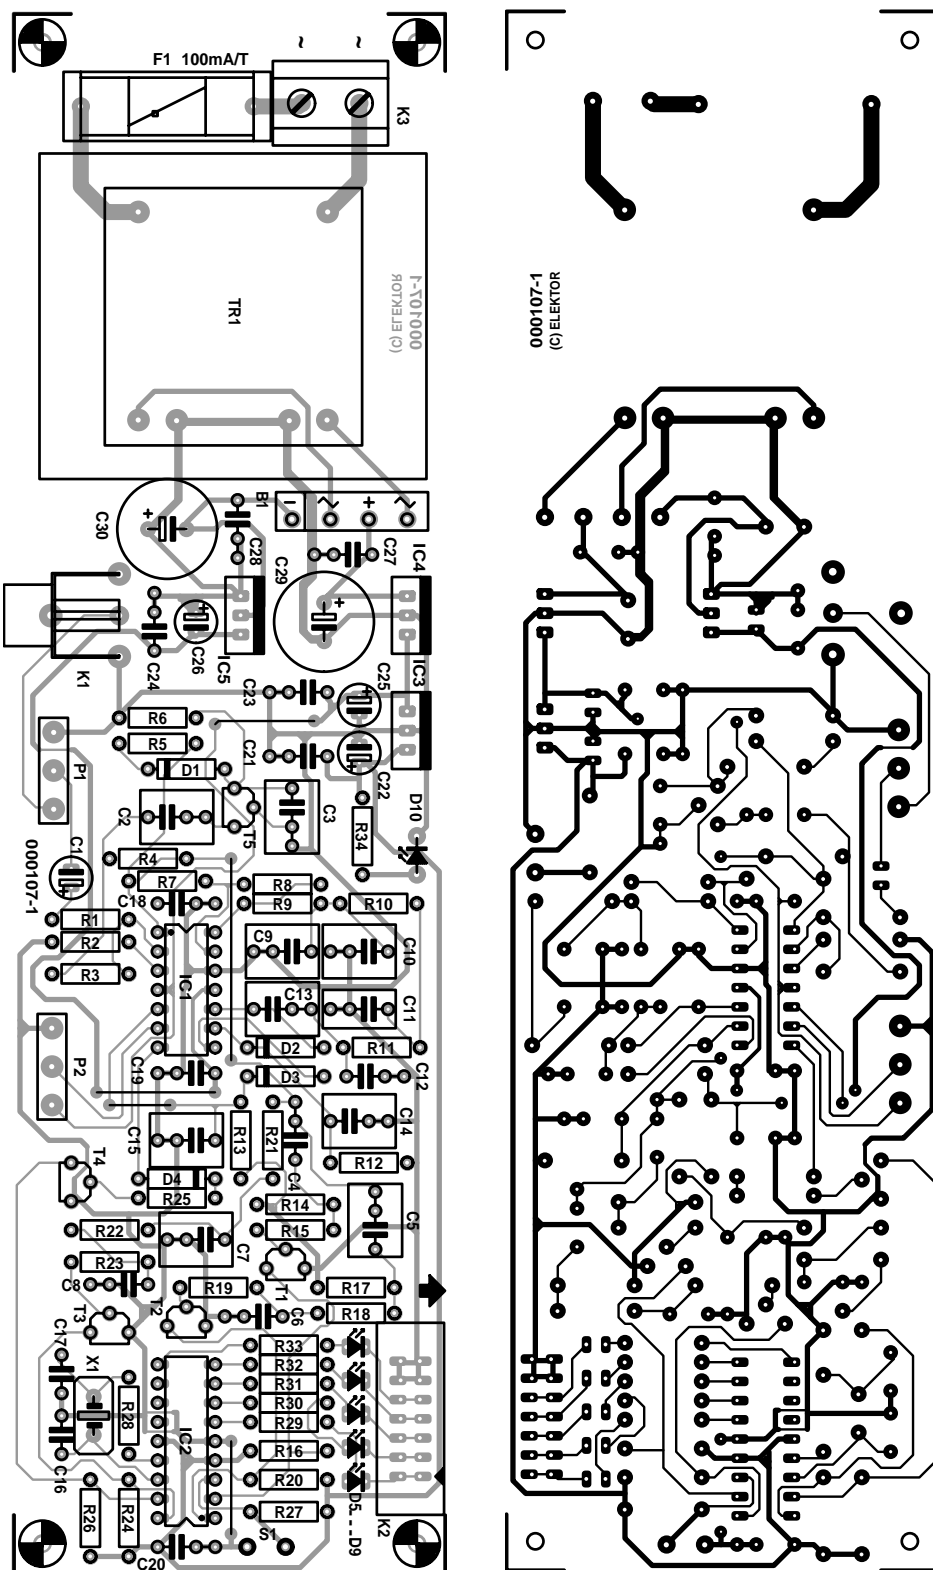 ~ ~
F1 100mA/T
K3
TR1
(C) ELEKTOR
000107-1
000107-1
(C) ELEKTOR
B1
- ~ + ~
C30
C28
C29
C27
IC4
C24
C26
IC5
K1
IC3
C23
C25
R6
R5
C21
D1
C22
P1
C2
T5
C3
R34
D10
C1
000107-1
R4
R7
R8
C18
R9
R10
R1
R2
R3
C9
C10
IC1
C13
C11
P2
D2
R11
C19
D3
C12
C15
R13
R21
C14
C4
R12
T4
D4
R25
R14
C5
R22
R15
C7
R23
C8
R19
T1
R17
T3
T2
C6
R18
C17
X1
R33
R32
R31
R28
R30
R29
IC2
R16
C16
R20
R26
R24
R27
D5---D9
K2
S1
C20